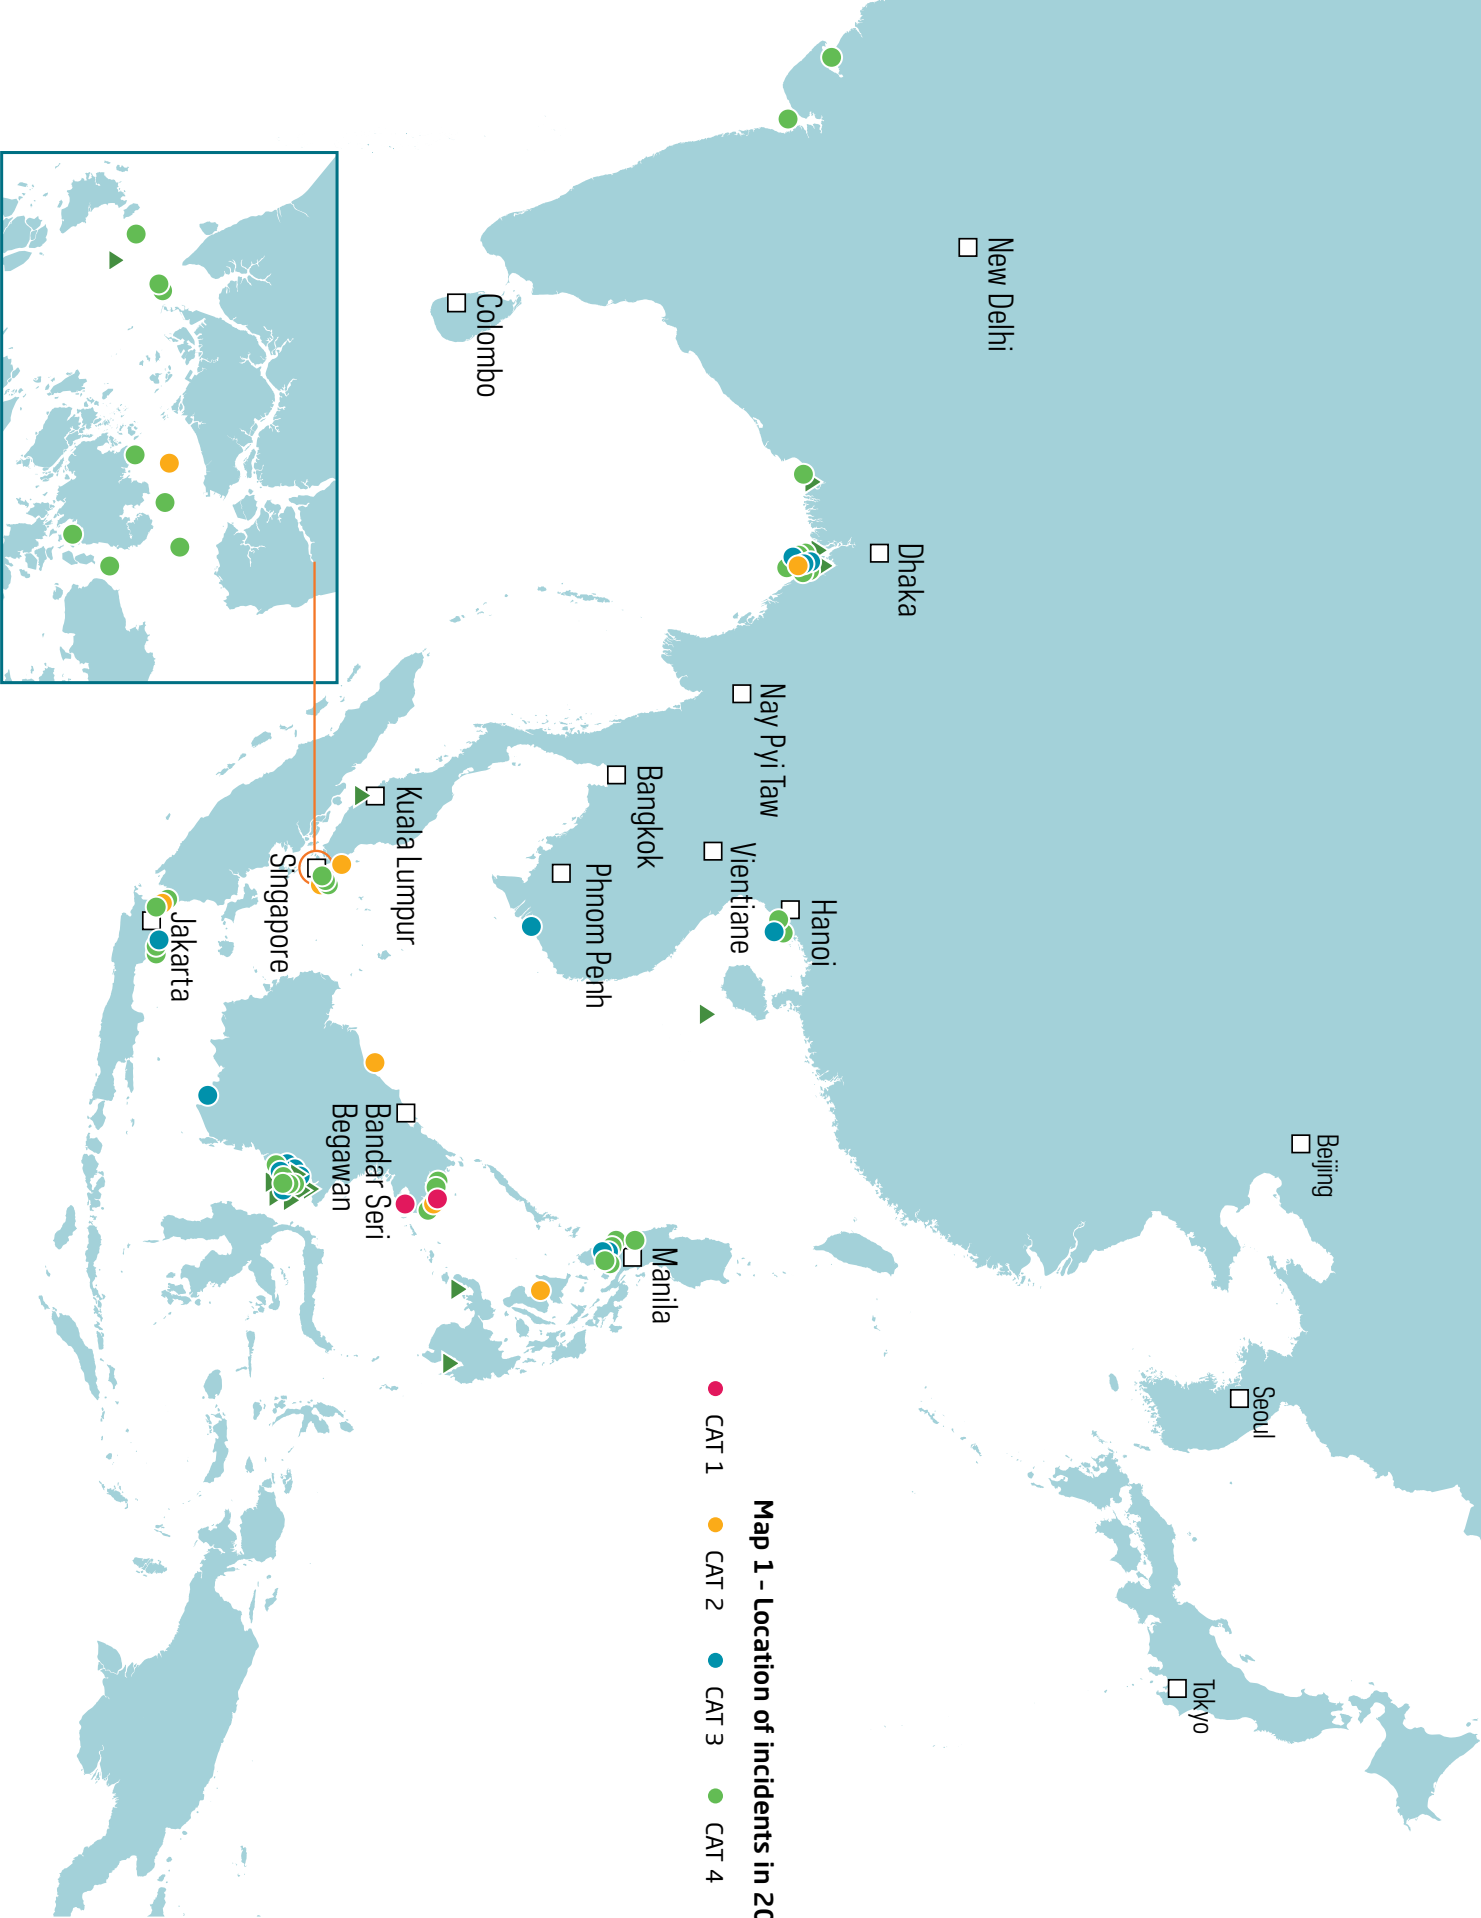 New Delhi
Colombo
Dhaka
Nay Pyi Taw
Bangkok
Vientiane
Hanoi
Phnom Penh
Kuala Lumpur
Singapore
Jakarta
Bandar Seri
Begawan
Manila
Beijing
Seoul
Tokyo
Map 1 – Location of incidents in
CAT 1 CAT 2 CAT 3 CAT 4